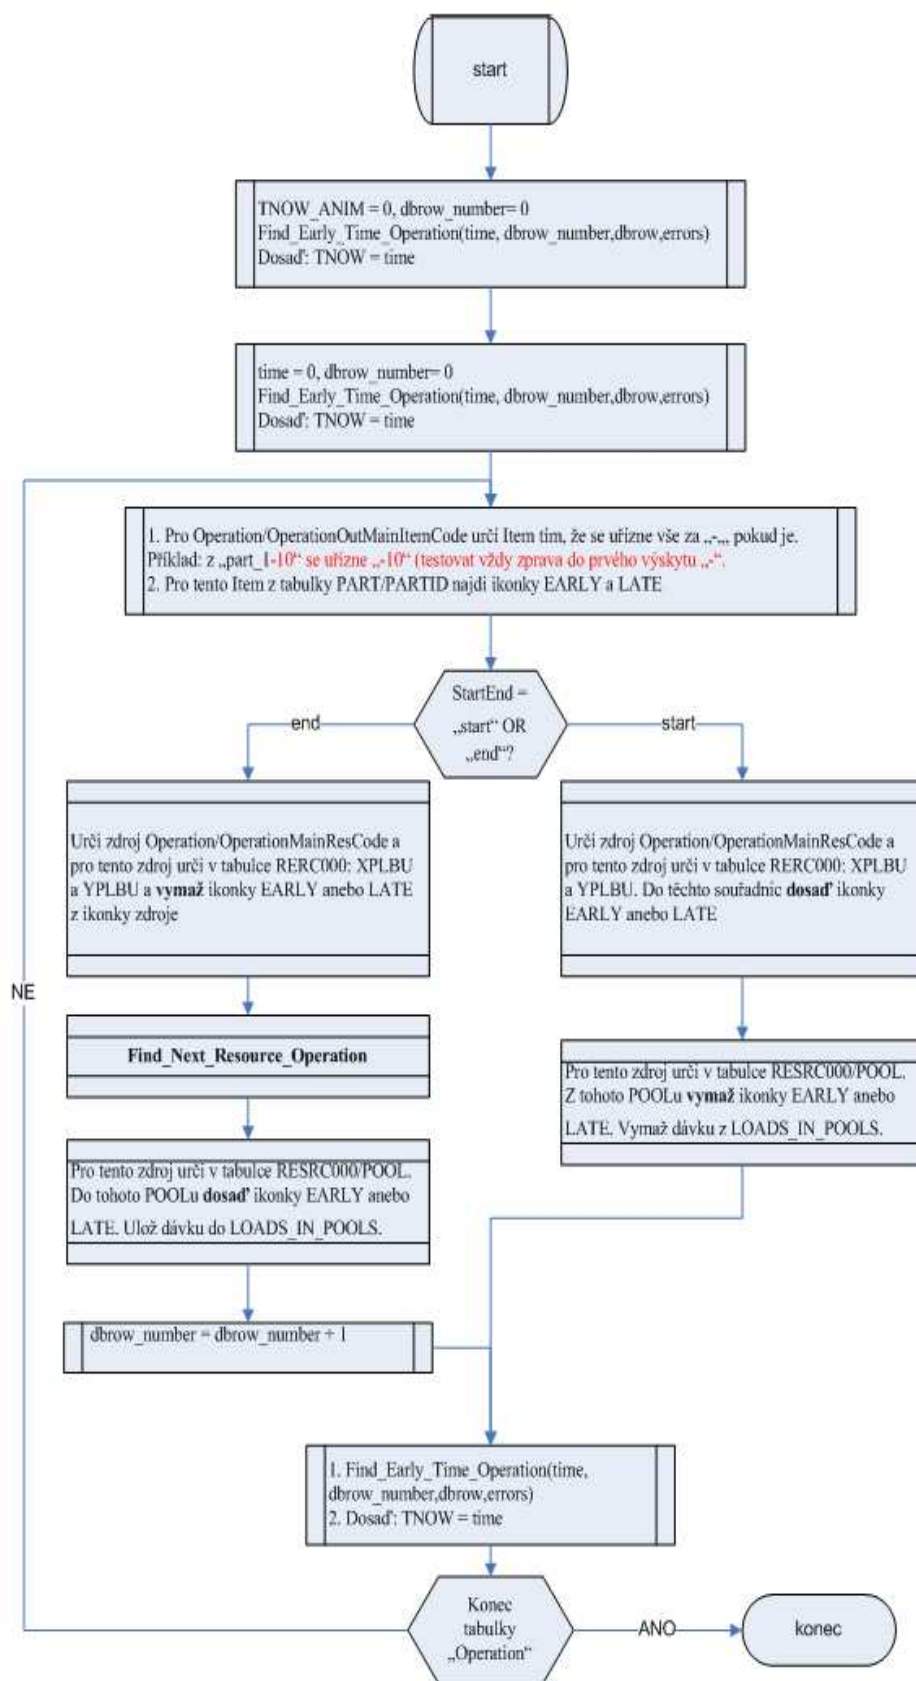 start
TNOW_ANIM = 0, dbrow_number= 0
Find_Early_Time_Operation(time, dbrow_number,dbrow,errors)
Dosaď: TNOW = time
time = 0, dbrow_number= 0
Find_Early_Time_Operation(time, dbrow_number,dbrow,errors)
Dosaď: TNOW = time
1. Pro Operation/OperationOutMainItemCode určí Item tím, že se uřízne vše za „-„, pokud je.
Příklad: z „part_1-10“ se uřízne „-10“ (testovat vždy zprava do prvého výskytu „-“.
2. Pro tento Item z tabulky PART/PARTID najdi ikonky EARLY a LATE
StartEnd =
„start“ OR
„end“?
end
start
Urči zdroj Operation/OperationMainResCode a
pro tento zdroj urči v tabulce RERC000: XPLBU
a YPLBU a vymaž ikonky EARLY anebo LATE
z ikonky zdroje
Urči zdroj Operation/OperationMainResCode a
pro tento zdroj urči v tabulce RERC000: XPLBU
a YPLBU. Do těchto souřadnic dosaď ikonky
EARLY anebo LATE
NE
Find_Next_Resource_Operation
Pro tento zdroj urči v tabulce RESRC000/POOL.
Z tohoto POOLu vymaž ikonky EARLY anebo
LATE. Vymaž dávku z LOADS_IN_POOLS.
Pro tento zdroj urči v tabulce RESRC000/POOL.
Do tohoto POOLu dosaď ikonky EARLY anebo
LATE. Ulož dávku do LOADS_IN_POOLS.
dbrow_number = dbrow_number + 1
1. Find_Early_Time_Operation(time,
dbrow_number,dbrow,errors)
2. Dosaď: TNOW = time
Konec
tabulky
„Operation“
ANO
konec